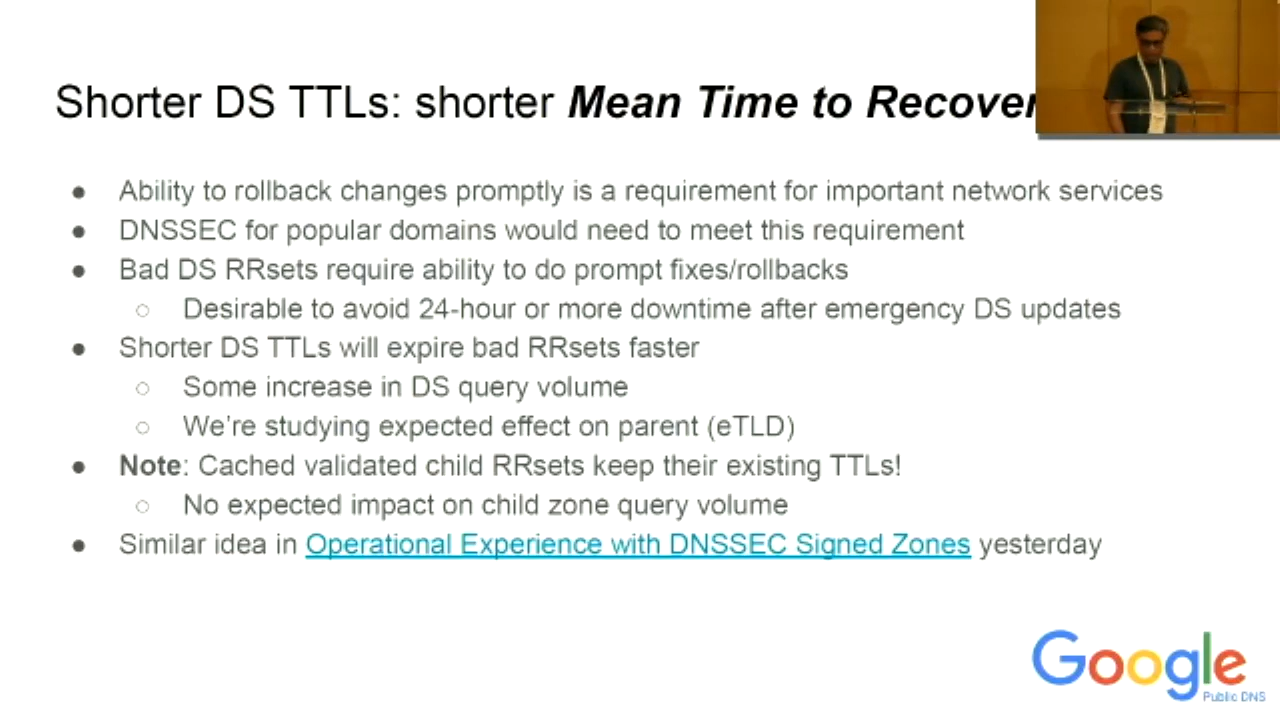 Shorter DS TTLs: shorter Mean Time to Recover
● Ability to rollback changes promptly is a requirement for important network services
● DNSSEC for popular domains would need to meet this requirement
● Bad DS RRsets require ability to do prompt fixes/rollbacks
○ Desirable to avoid 24-hour or more downtime after emergency DS updates
● Shorter DS TTLs will expire bad RRsets faster
○ Some increase in DS query volume
○ We're studying expected effect on parent (eTLD)
● Note: Cached validated child RRsets keep their existing TTLs!
○ No expected impact on child zone query volume
● Similar idea in Operational Experience with DNSSEC Signed Zones yesterday
Google
Public DNS